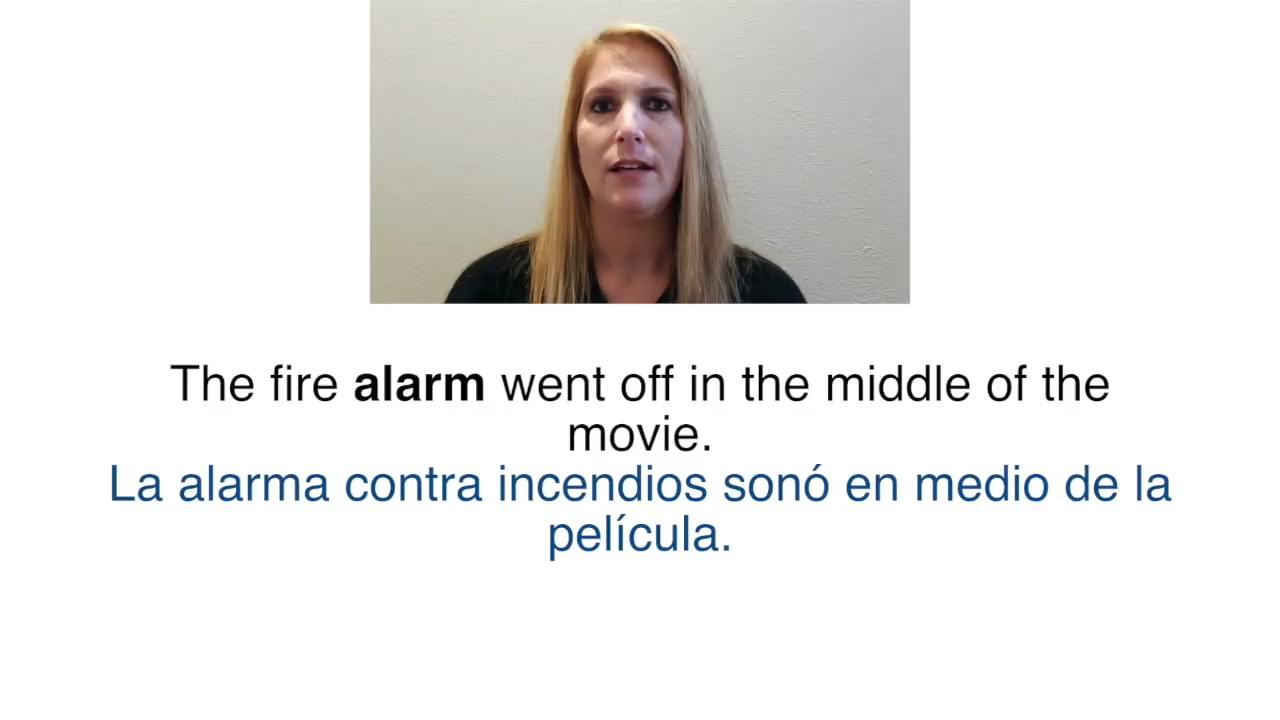 The fire alarm went off in the middle of the
movie.
La alarma contra incendios sonó en medio de la
película.